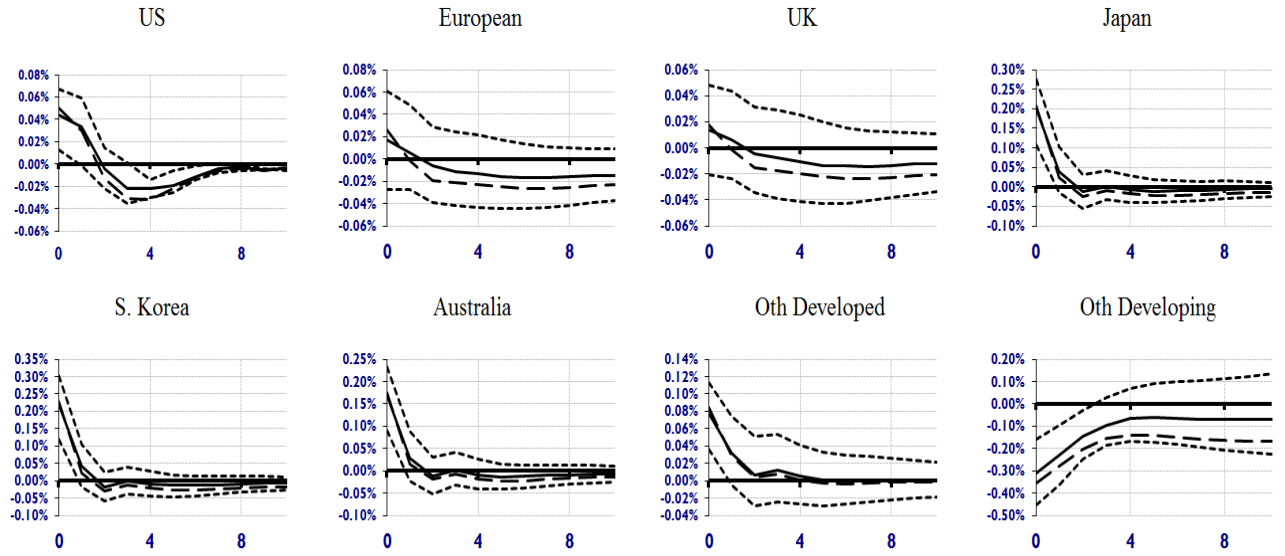 US European UK Japan
0.08% 0.08% 0.06% 0.30%
0.06% 0.06% 0.04% 0.25%
0.04% 0.04% 0.02% 0.20%
0.02% 0.02% 0.00% 0.15%
0.00% 0.00% -0.02% 0.10%
-0.02% -0.02% -0.04% 0.05%
-0.04% -0.04% -0.06% 0.00%
-0.06% -0.06% -0.05%
-0.10%
0 4 8 0 4 8 0 4 8 0 4 8
S. Korea Australia Oth Developed Oth Developing
0.35% 0.25% 0.14% 0.20%
0.30% 0.20% 0.12% 0.10%
0.25% 0.15% 0.10% 0.00%
0.20% 0.10% 0.08% -0.10%
0.15% 0.05% 0.06% -0.20%
0.10% 0.00% 0.04% -0.30%
0.05% -0.05% 0.02% -0.40%
0.00% -0.10% 0.00% -0.50%
-0.05% -0.02%
-0.10% -0.04%
0 4 8 0 4 8 0 4 8 0 4 8